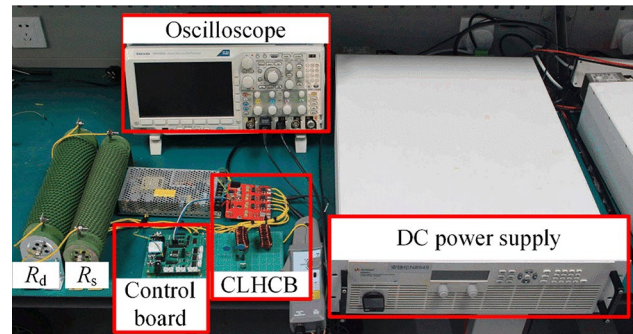 Oscilloscope
DC power supply
Rd
Rs
Control
board
CLHCB